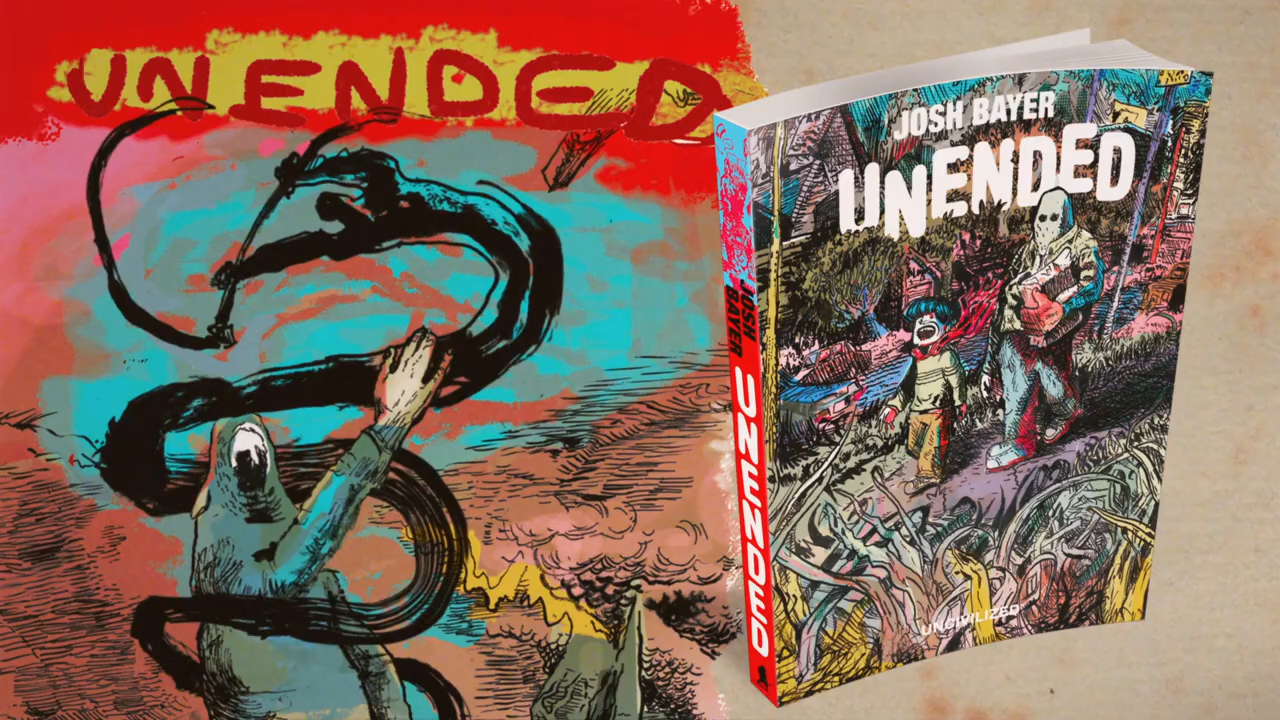 UNENDED
JOSH BAYER
UNENDED
UNCIVILIZED
JOSH
BAYER
UNENDED